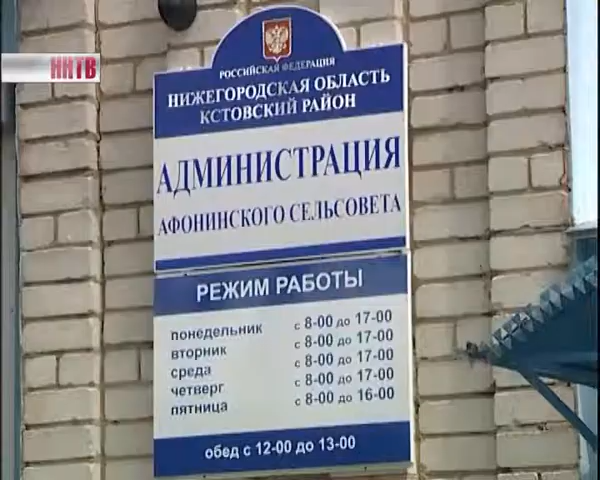 ННТВ
РОССИЙСКАЯ ФЕДЕРАЦИЯ
НИЖЕГОРОДСКАЯ ОБЛАСТЬ
КСТОВСКИЙ РАЙОН
АДМИНИСТРАЦИЯ
АФОНИНСКОГО СЕЛЬСОВЕТА
РЕЖИМ РАБОТЫ
понедельник с 8-00 до 17-00
вторник с 8-00 до 17-00
среда с 8-00 до 17-00
четверг с 8-00 до 17-00
пятница с 8-00 до 16-00
обед с 12-00 до 13-00